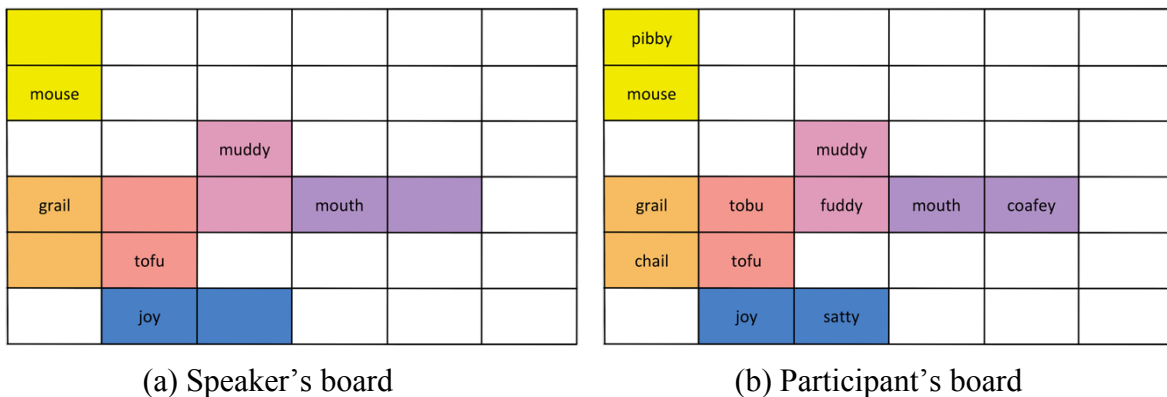 pibby
mouse mouse
muddy muddy
grail mouth grail tobu fuddy mouth coafey
tofu chail tofu
joy joy satty
(a) Speaker's board (b) Participant's board